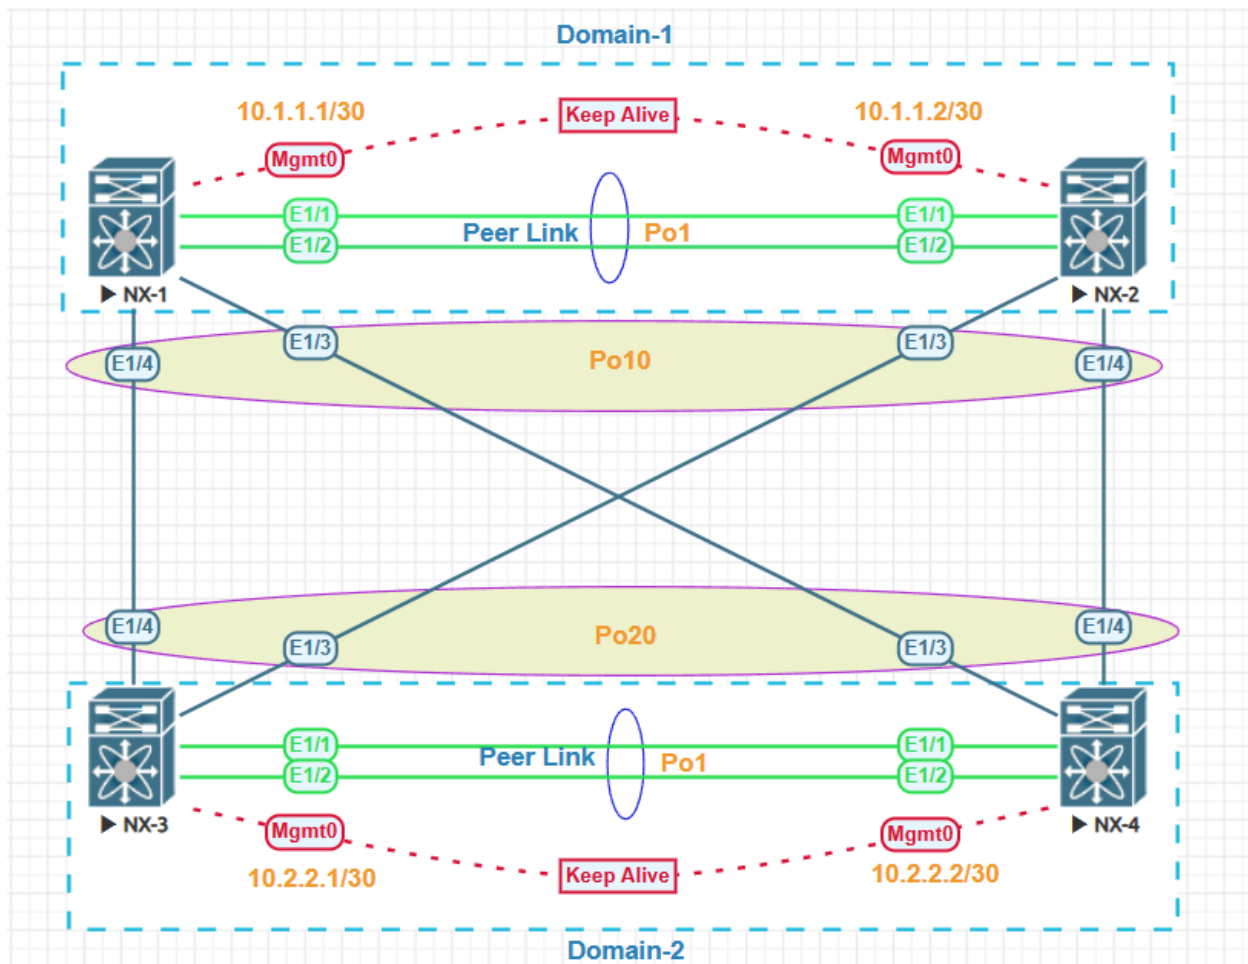 Domain-1
10.1.1.1/30
Keep Alive
10.1.1.2/30
Mgmt0
Mgmt0
E1/1
E1/1
Peer Link
Po1
E1/2
E1/2
NX-1
NX-2
E1/3
E1/3
E1/4
Po10
E1/4
E1/4
E1/4
E1/3
Po20
E1/3
E1/1
E1/1
Peer Link
Po1
E1/2
E1/2
NX-3
NX-4
Mgmt0
Mgmt0
10.2.2.1/30
Keep Alive
10.2.2.2/30
Domain-2